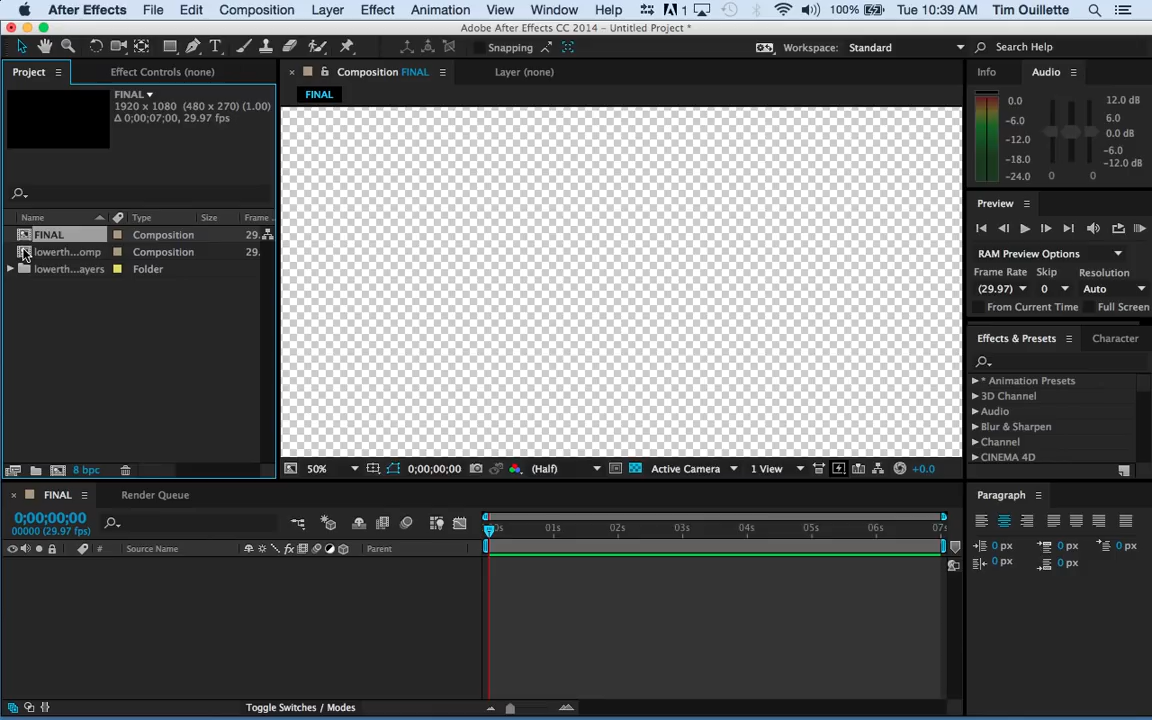 After Effects File Edit Composition Layer Effect Animation View Window Help 1 100% Tue 10:39 AM Tim Ouillette
Adobe After Effects CC 2014 - Untitled Project *
Snapping Workspace: Standard Search Help
Project Effect Controls (none) Composition FINAL Layer (none) Info Audio
FINAL
FINAL
1920 x 1080 (480 x 270) (1.00)
Δ 0;00;07;00, 29.97 fps
0.0 12.0 dB
-6.0 6.0
-12.0 0.0 dB
-18.0 -6.0
-24.0 -12.0 dB
0 0
Preview
Name Type Size Frame ...
FINAL Composition 29.
lowerth...omp Composition 29.
lowerth...ayers Folder
RAM Preview Options
Frame Rate Skip Resolution
(29.97) 0 Auto
From Current Time Full Screen
Effects & Presets Character
* Animation Presets
3D Channel
Audio
Blur & Sharpen
Channel
CINEMA 4D
8 bpc 50% 0;00;00;00 (Half) Active Camera 1 View +0.0
FINAL Render Queue Paragraph
0;00;00;00
00000 (29.97 fps)
00s 01s 02s 03s 04s 05s 06s 07s
# Source Name Parent
0 px 0 px 0 px
0 px 0 px
Toggle Switches / Modes